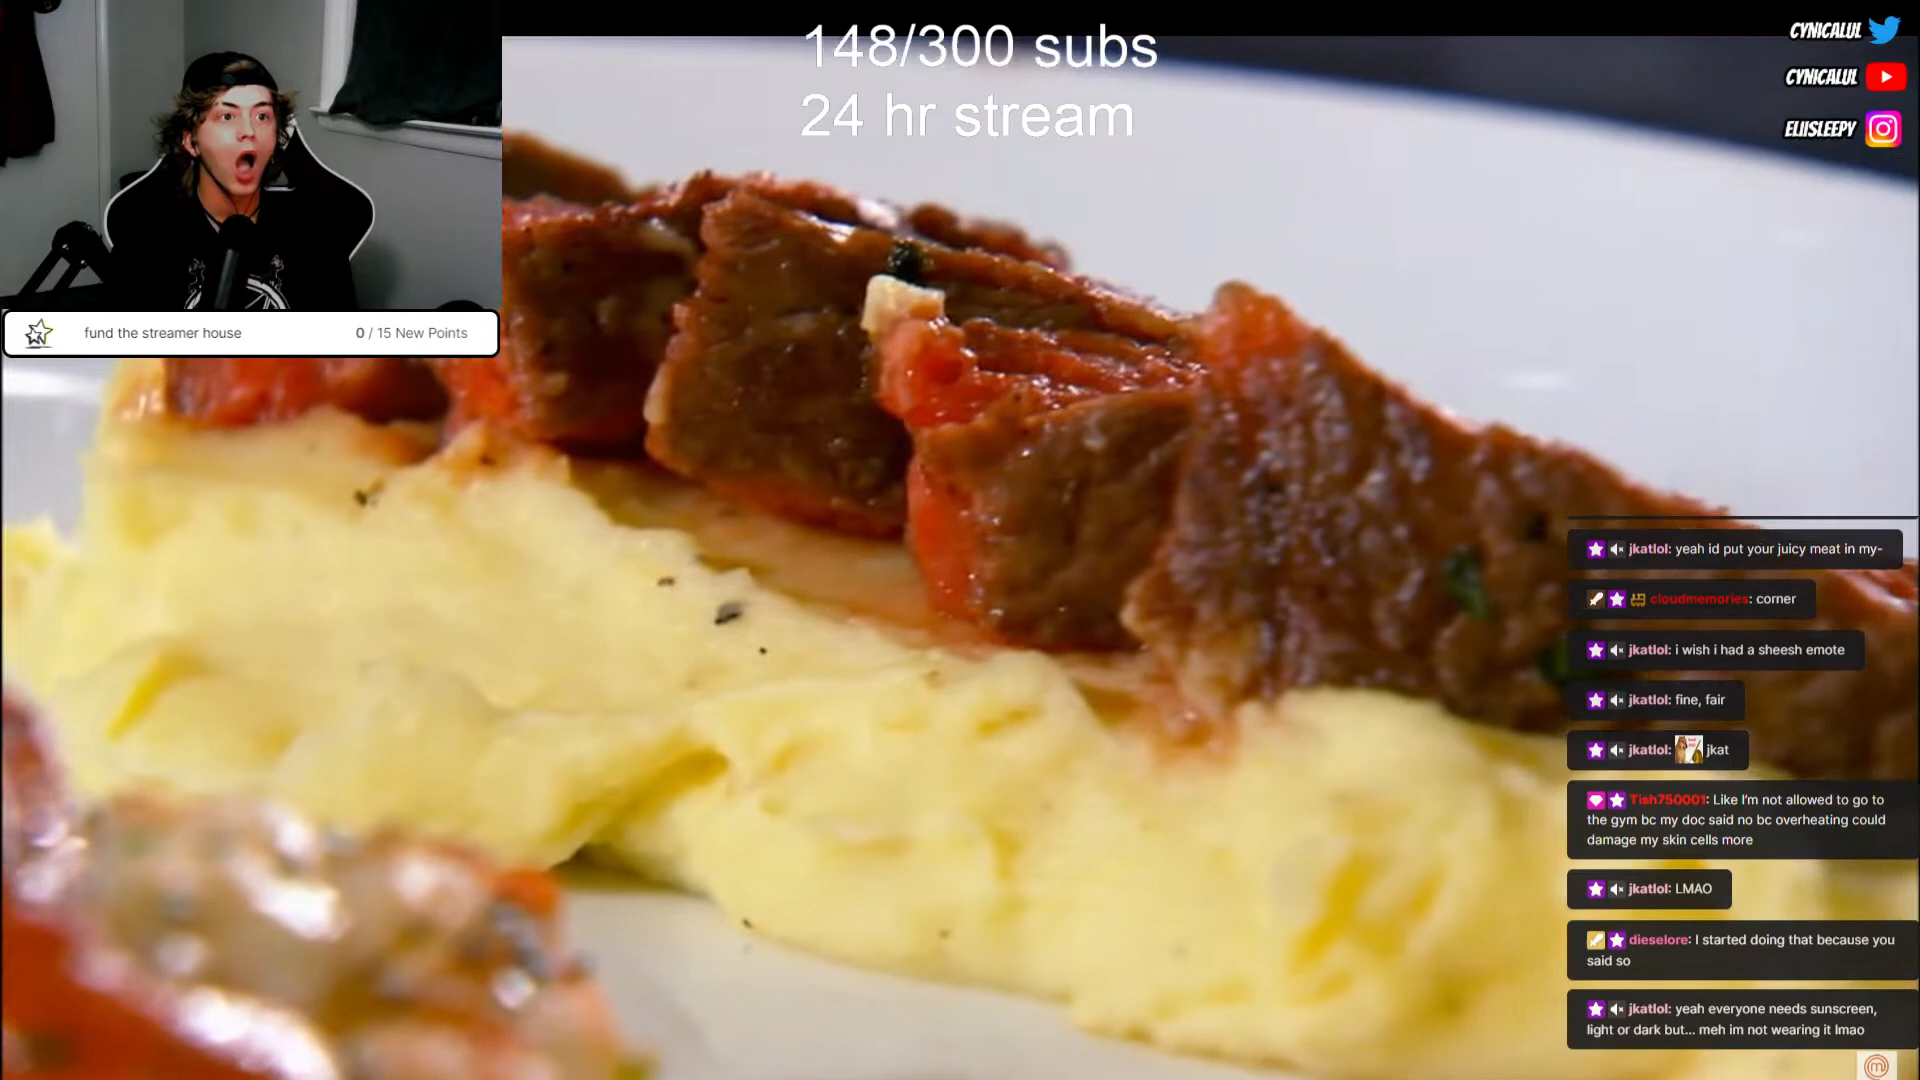 148/300 subs
24 hr stream
CYNICALUL
CYNICALUL
ELIISLEEPY
fund the streamer house 0 / 15 New Points
jkatlol: yeah id put your juicy meat in my-
cloudmemories: corner
jkatlol: i wish i had a sheesh emote
jkatlol: fine, fair
jkatlol: jkat
Tish750001: Like I'm not allowed to go to
the gym bc my doc said no bc overheating could
damage my skin cells more
jkatlol: LMAO
dieselore: I started doing that because you
said so
jkatlol: yeah everyone needs sunscreen,
light or dark but... meh im not wearing it lmao